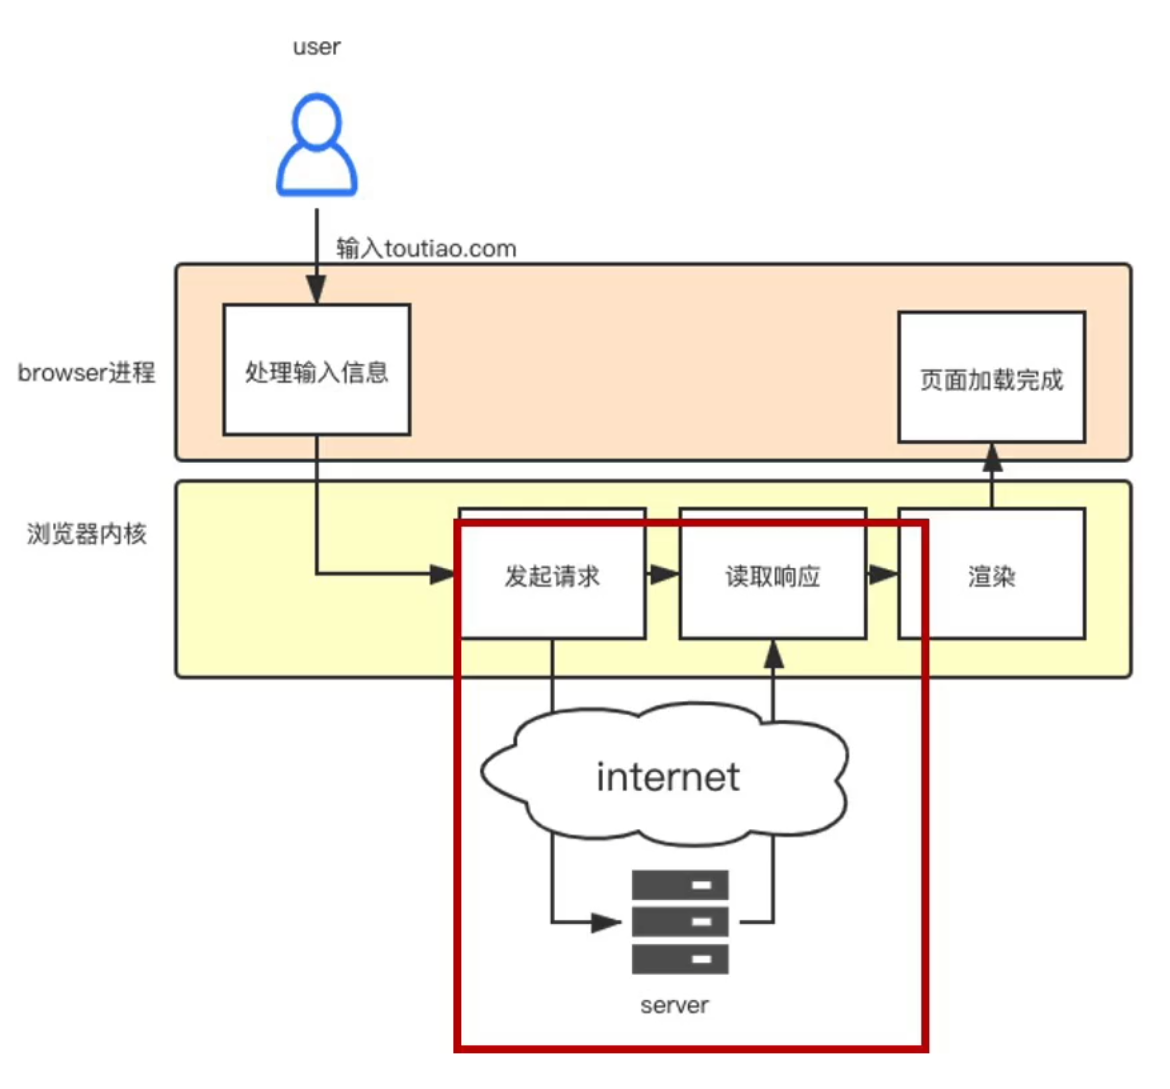 user
输入toutiao.com
browser进程
处理输入信息
页面加载完成
浏览器内核
发起请求
读取响应
渲染
internet
server